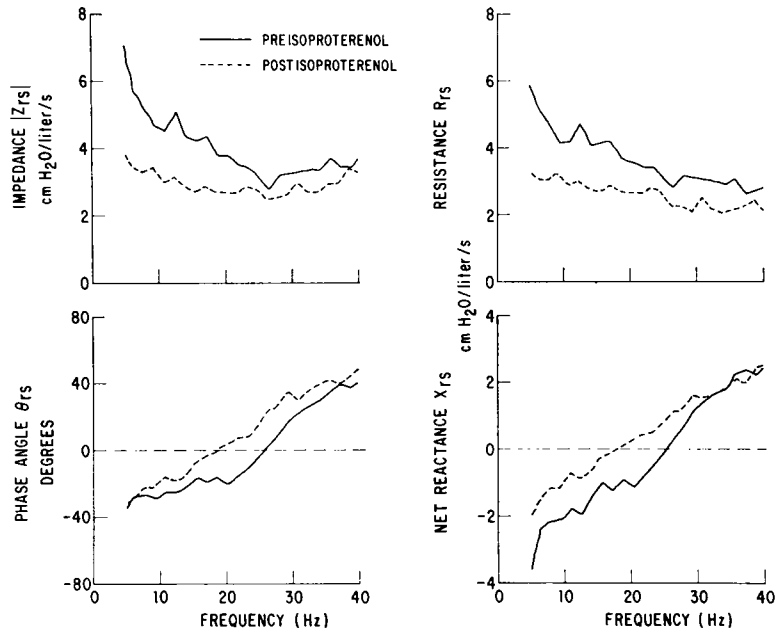 PREISOPROTERENOL
POSTISOPROTERENOL
IMPEDANCE |Zrs|
cm H2O/liter/s
8
6
4
2
0
RESISTANCE Rrs
cm H2O/liter/s
8
6
4
2
0
PHASE ANGLE θrs
DEGREES
80
40
0
-40
-80
0 10 20 30 40
FREQUENCY (Hz)
NET REACTANCE Xrs
4
2
0
-2
-4
0 10 20 30 40
FREQUENCY (Hz)